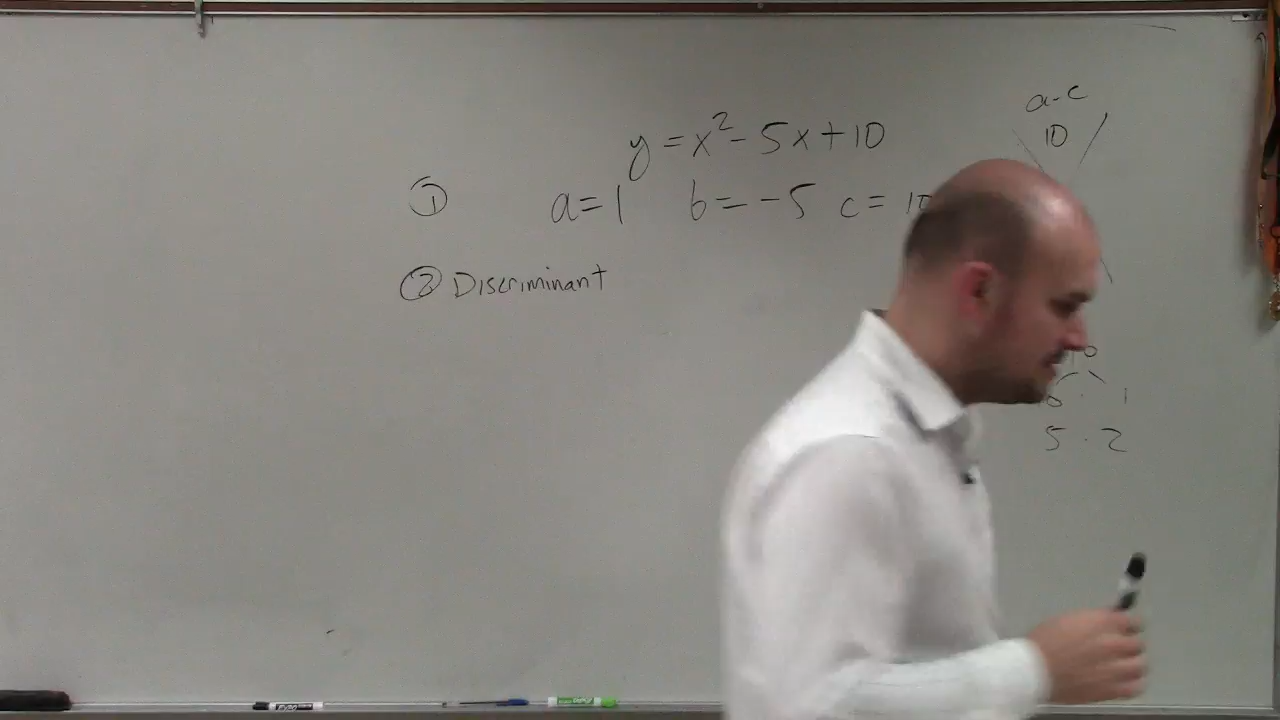 y = x² - 5x + 10
① a = 1 b = -5 c = 10
② Discriminant
a·c
10
5 · 2